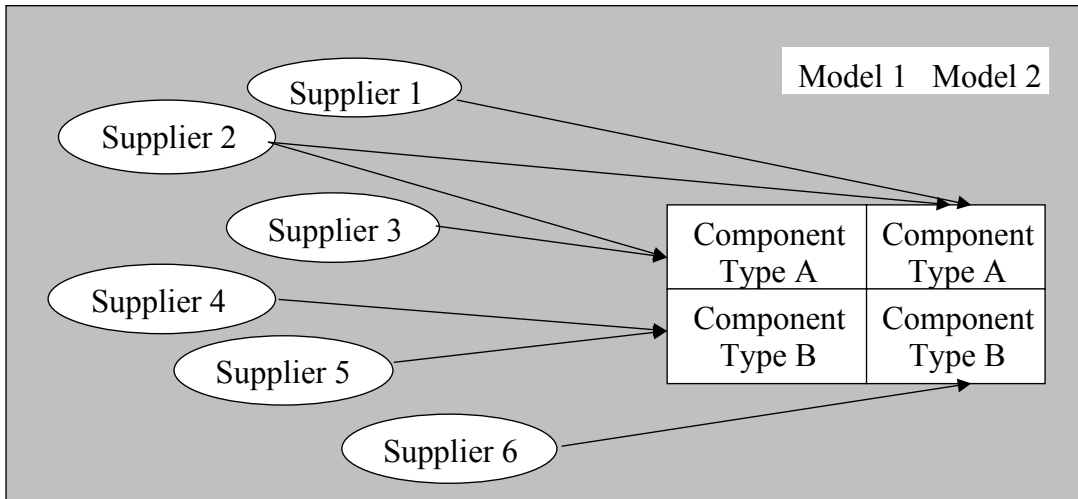 Model 1 Model 2
Supplier 1
Supplier 2
Supplier 3
Supplier 4
Supplier 5
Supplier 6
Component
Type A
Component
Type A
Component
Type B
Component
Type B